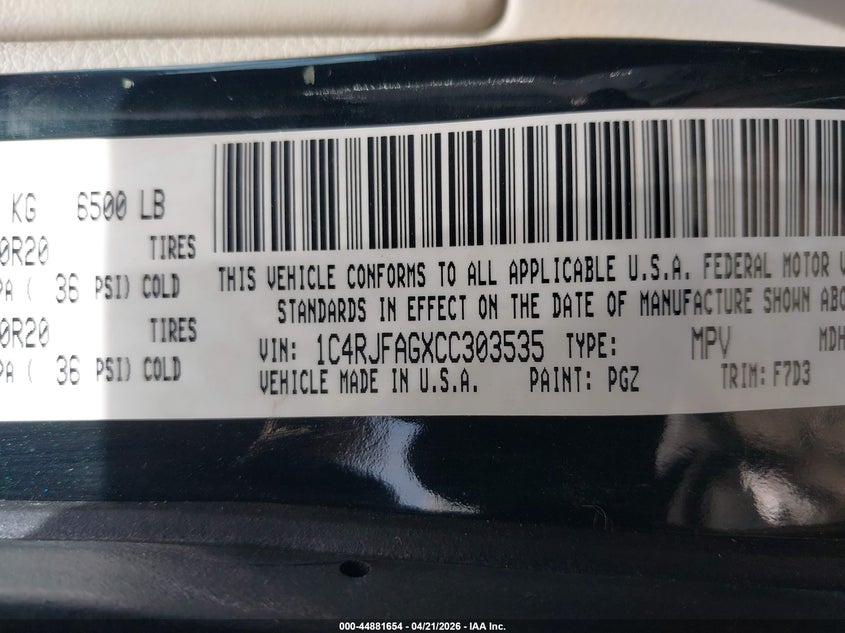 KG 6500 LB
0R20 TIRES
PA ( 36 PSI) COLD
0R20 TIRES
PA ( 36 PSI) COLD
THIS VEHICLE CONFORMS TO ALL APPLICABLE U.S.A. FEDERAL MOTOR V
STANDARDS IN EFFECT ON THE DATE OF MANUFACTURE SHOWN ABO
VIN: 1C4RJFAGXCC303535 TYPE: MPV MDH
VEHICLE MADE IN U.S.A. PAINT: PGZ TRIM: F7D3
000-44881654 - 04/21/2026 - IAA Inc.